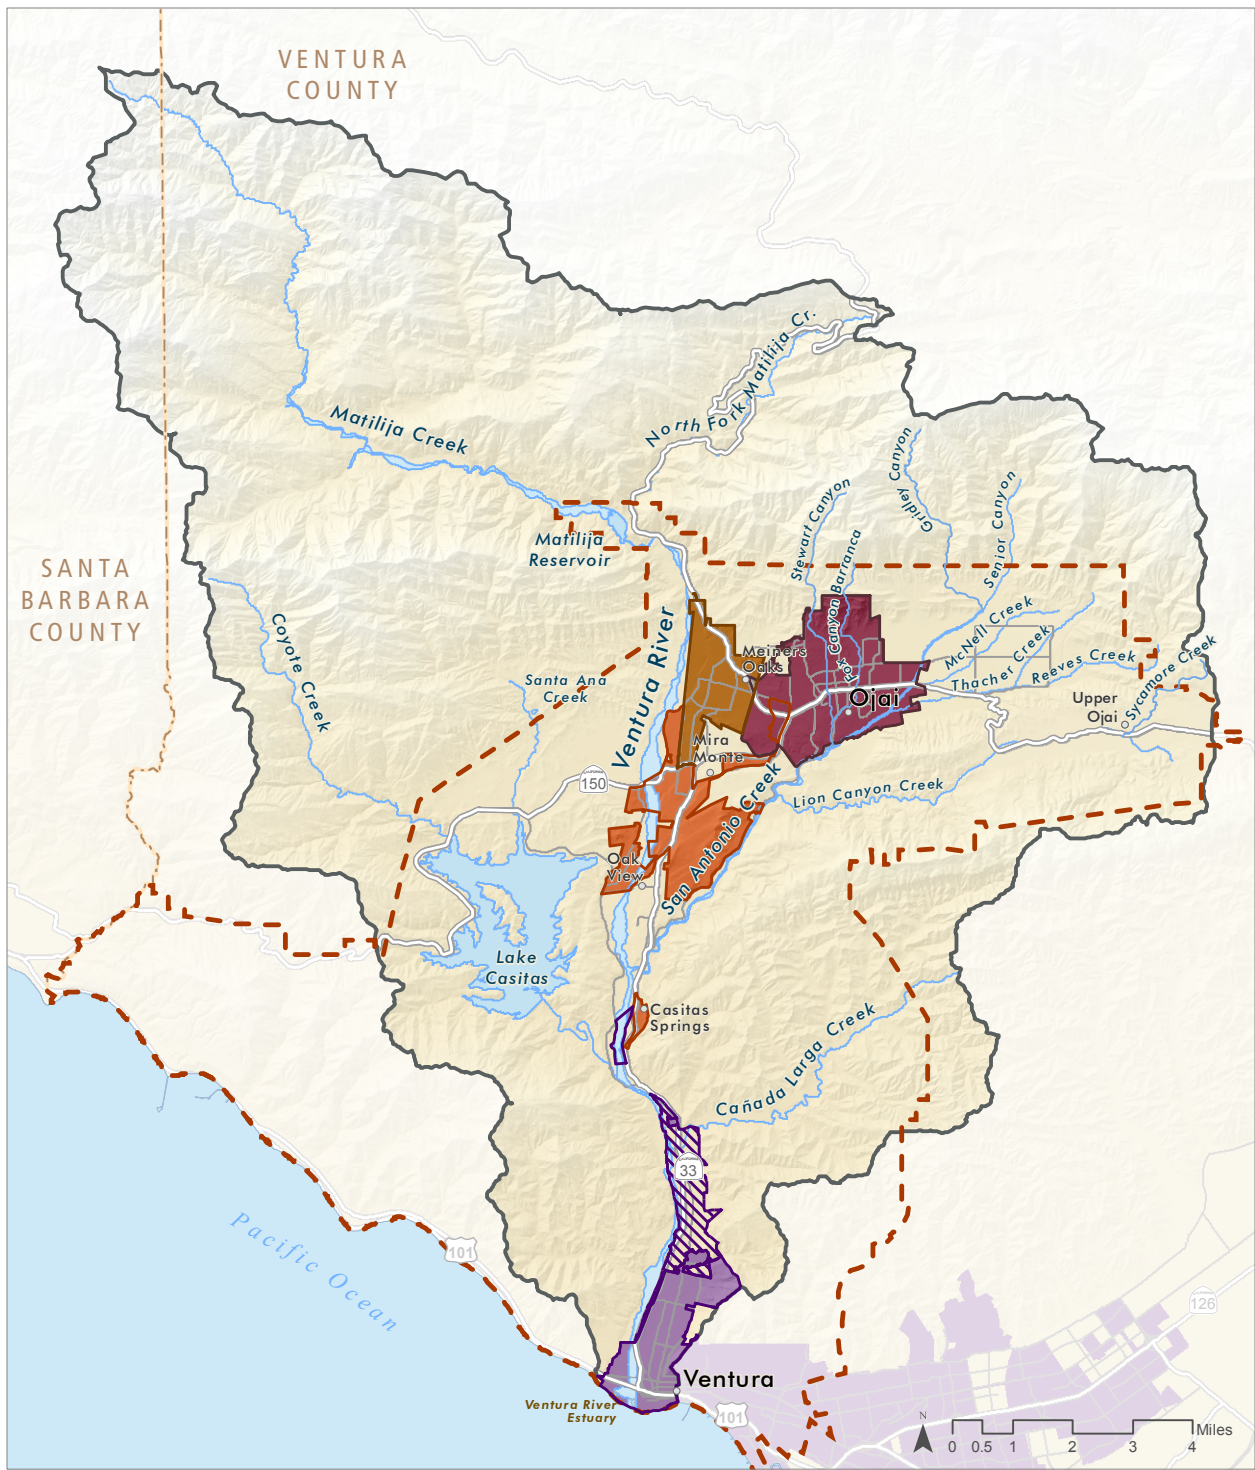 VENTURA
COUNTY
North Fork Matilija Cr.
Matilija Creek
Gridley Canyon
Senior Canyon
Stewart Canyon
Fox Canyon Barranca
Matilija
Reservoir
SANTA
BARBARA
COUNTY
Coyote Creek
Santa Ana
Creek
Ventura River
Meiners
Oaks
McNell Creek
Thacher Creek
Reeves Creek
Sycamore Creek
Ojai
Upper
Ojai
Mira
Monte
CALIFORNIA
150
Lion Canyon Creek
San Antonio Creek
Oak
View
Lake
Casitas
Casitas
Springs
Cañada Larga Creek
CALIFORNIA
33
Pacific Ocean
101
126
Ventura
Ventura River
Estuary
101
N
Miles
0 0.5 1 2 3 4